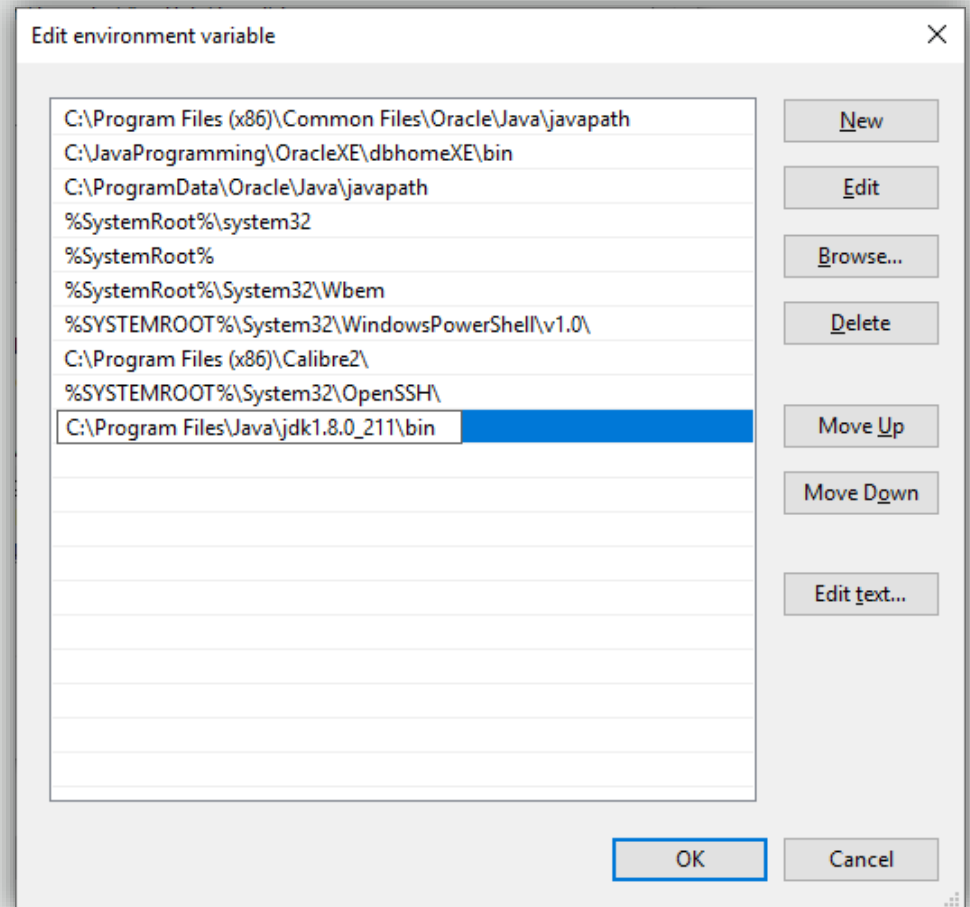 Edit environment variable
C:\Program Files (x86)\Common Files\Oracle\Java\javapath
C:\JavaProgramming\OracleXE\dbhomeXE\bin
C:\ProgramData\Oracle\Java\javapath
%SystemRoot%\system32
%SystemRoot%
%SystemRoot%\System32\Wbem
%SYSTEMROOT%\System32\WindowsPowerShell\v1.0\
C:\Program Files (x86)\Calibre2\
%SYSTEMROOT%\System32\OpenSSH\
C:\Program Files\Java\jdk1.8.0_211\bin
New
Edit
Browse...
Delete
Move Up
Move Down
Edit text...
OK
Cancel